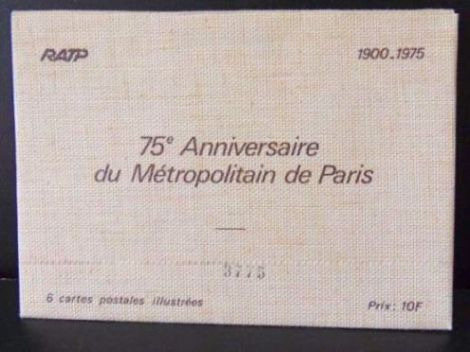 RATP
1900-1975
75e Anniversaire
du Métropolitain de Paris
3775
6 cartes postales illustrées
Prix: 10F